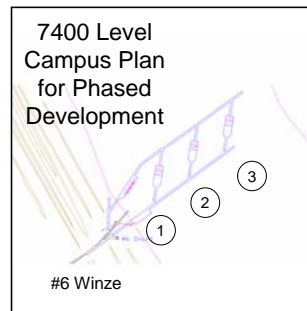 7400 Level
Campus Plan
for Phased
Development
3
2
1
#6 Winze